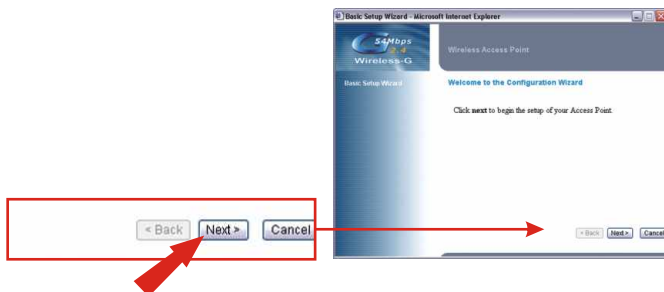 Basic Setup Wizard - Microsoft Internet Explorer
54Mbps
2.4
Wireless-G
Wireless Access Point
Basic Setup Wizard
Welcome to the Configuration Wizard
Click next to begin the setup of your Access Point.
< Back Next > Cancel
< Back Next > Cancel